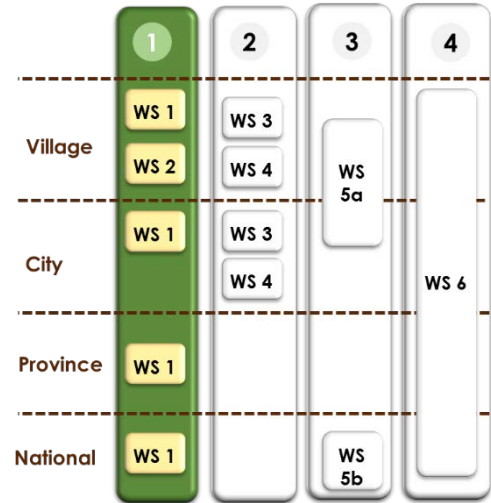 1 2 3 4
Village
WS 1
WS 2
WS 3
WS 4
WS
5a
City
WS 1
WS 3
WS 4
WS 6
Province
WS 1
National
WS 1
WS
5b